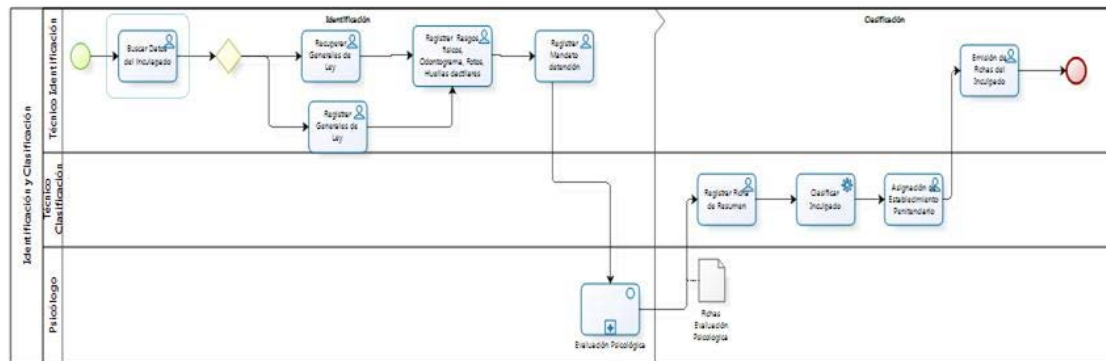 Identificación y Clasificación
Técnico Identificación
Técnico
Clasificación
Psicólogo
Identificación
Clasificación
Buscar Datos
del Inculpado
Recuperar
Generales de
Ley
Registrar
Generales de
Ley
Registrar Rasgos
físicos,
Odontograma, Fotos,
Huellas dactilares
Registrar
Mandato
detención
Evaluación Psicológica
Fichas
Evaluación
Psicologica
Registrar Ficha
de Resumen
Clasificar
Inculpado
Asignación de
Establecimiento
Penitenciario
Emisión de
Fichas del
Inculpado